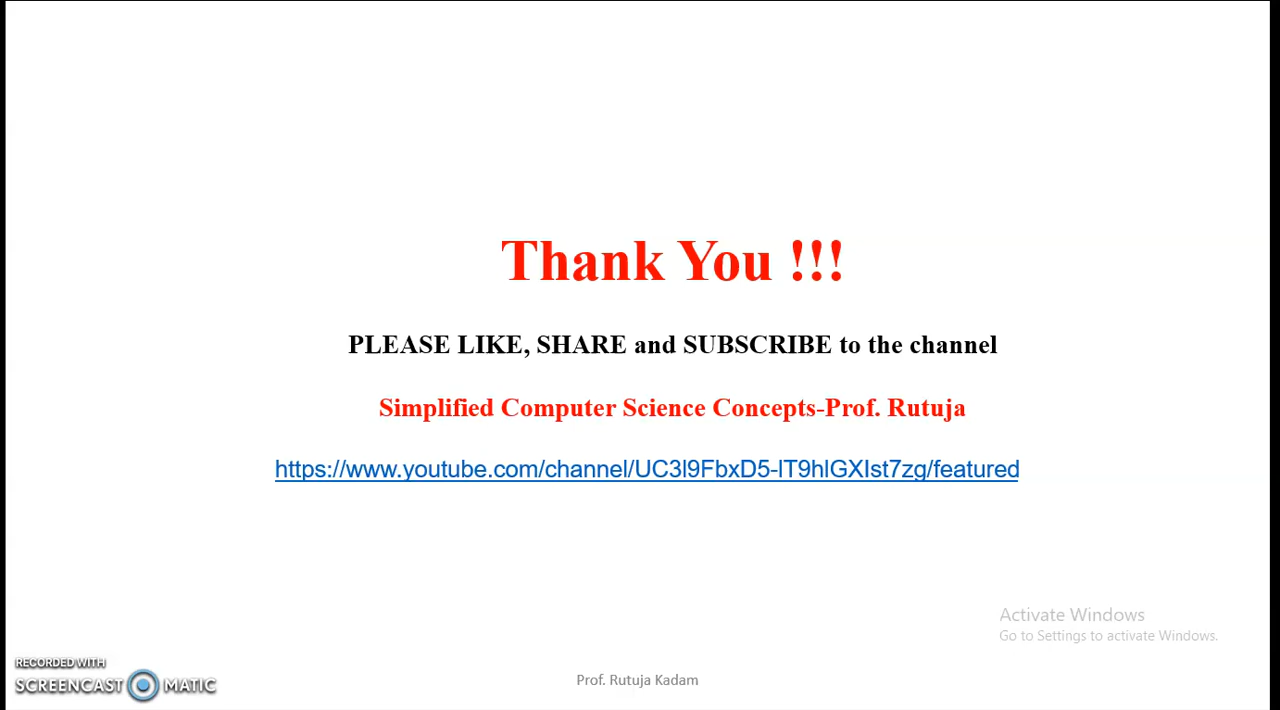 Thank You !!!
PLEASE LIKE, SHARE and SUBSCRIBE to the channel
Simplified Computer Science Concepts-Prof. Rutuja
https://www.youtube.com/channel/UC3l9FbxD5-lT9hlGXIst7zg/featured
Activate Windows
Go to Settings to activate Windows.
RECORDED WITH
SCREENCAST MATIC
Prof. Rutuja Kadam